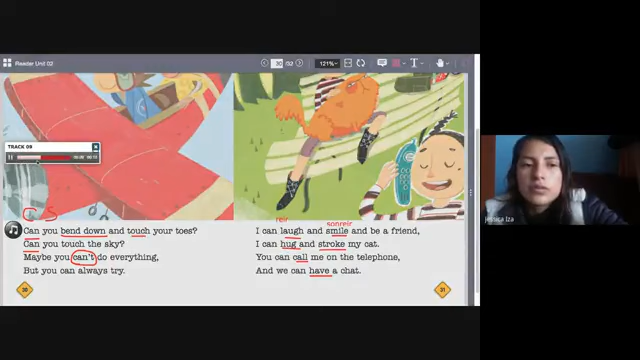 Reader Unit 02
30 /32
121%
TRACK 09
C S
Can you bend down and touch your toes?
Can you touch the sky?
Maybe you can't do everything,
But you can always try.
30
reir
sonreir
I can laugh and smile and be a friend,
I can hug and stroke my cat.
You can call me on the telephone,
And we can have a chat.
31
Jessica Iza